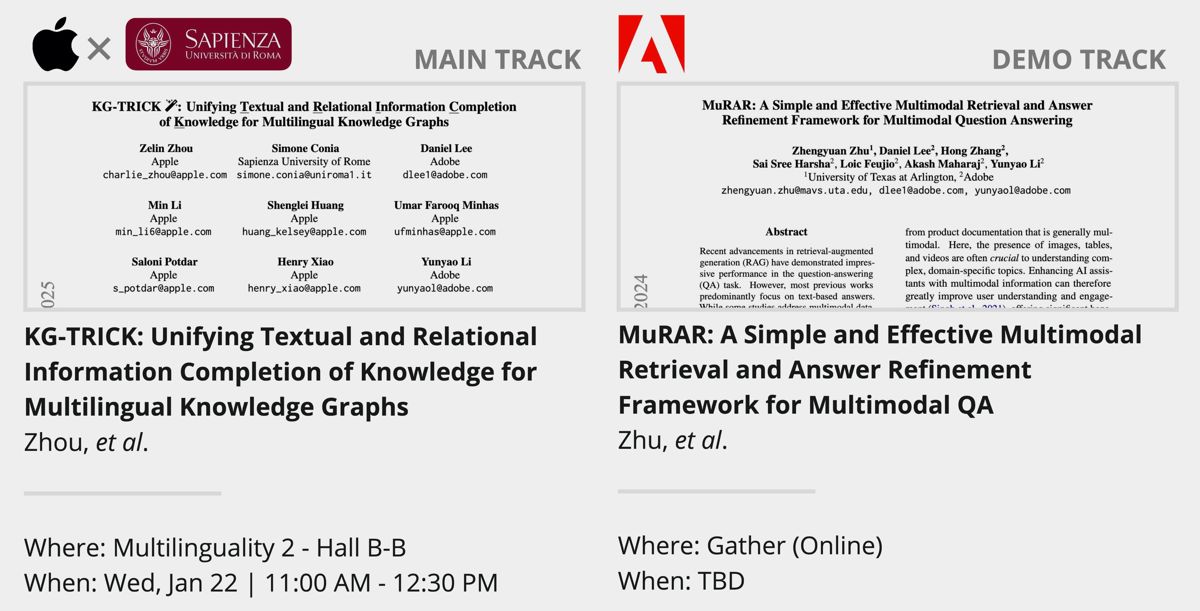 SAPIENZA
UNIVERSITÀ DI ROMA
MAIN TRACK
KG-TRICK : Unifying Textual and Relational Information Completion
of Knowledge for Multilingual Knowledge Graphs
Zelin Zhou
Apple
charlie_zhou@apple.com
Simone Conia
Sapienza University of Rome
simone.conia@uniroma1.it
Daniel Lee
Adobe
dlee1@adobe.com
Min Li
Apple
min_li6@apple.com
Shenglei Huang
Apple
huang_kelsey@apple.com
Umar Farooq Minhas
Apple
ufminhas@apple.com
Saloni Potdar
Apple
s_potdar@apple.com
Henry Xiao
Apple
henry_xiao@apple.com
Yunyao Li
Adobe
yunyaol@adobe.com
025
KG-TRICK: Unifying Textual and Relational
Information Completion of Knowledge for
Multilingual Knowledge Graphs
Zhou, et al.
Where: Multilinguality 2 - Hall B-B
When: Wed, Jan 22 | 11:00 AM - 12:30 PM
DEMO TRACK
MuRAR: A Simple and Effective Multimodal Retrieval and Answer
Refinement Framework for Multimodal Question Answering
Zhengyuan Zhu¹, Daniel Lee², Hong Zhang²,
Sai Sree Harsha², Loic Feujio², Akash Maharaj², Yunyao Li²
¹University of Texas at Arlington, ²Adobe
zhengyuan.zhu@mavs.uta.edu, dlee1@adobe.com, yunyaol@adobe.com
Abstract
Recent advancements in retrieval-augmented
generation (RAG) have demonstrated impres-
sive performance in the question-answering
(QA) task. However, most previous works
predominantly focus on text-based answers.
While some studies address multimodal data
from product documentation that is generally mul-
timodal. Here, the presence of images, tables,
and videos are often crucial to understanding com-
plex, domain-specific topics. Enhancing AI assis-
tants with multimodal information can therefore
greatly improve user understanding and engage-
2024
MuRAR: A Simple and Effective Multimodal
Retrieval and Answer Refinement
Framework for Multimodal QA
Zhu, et al.
Where: Gather (Online)
When: TBD